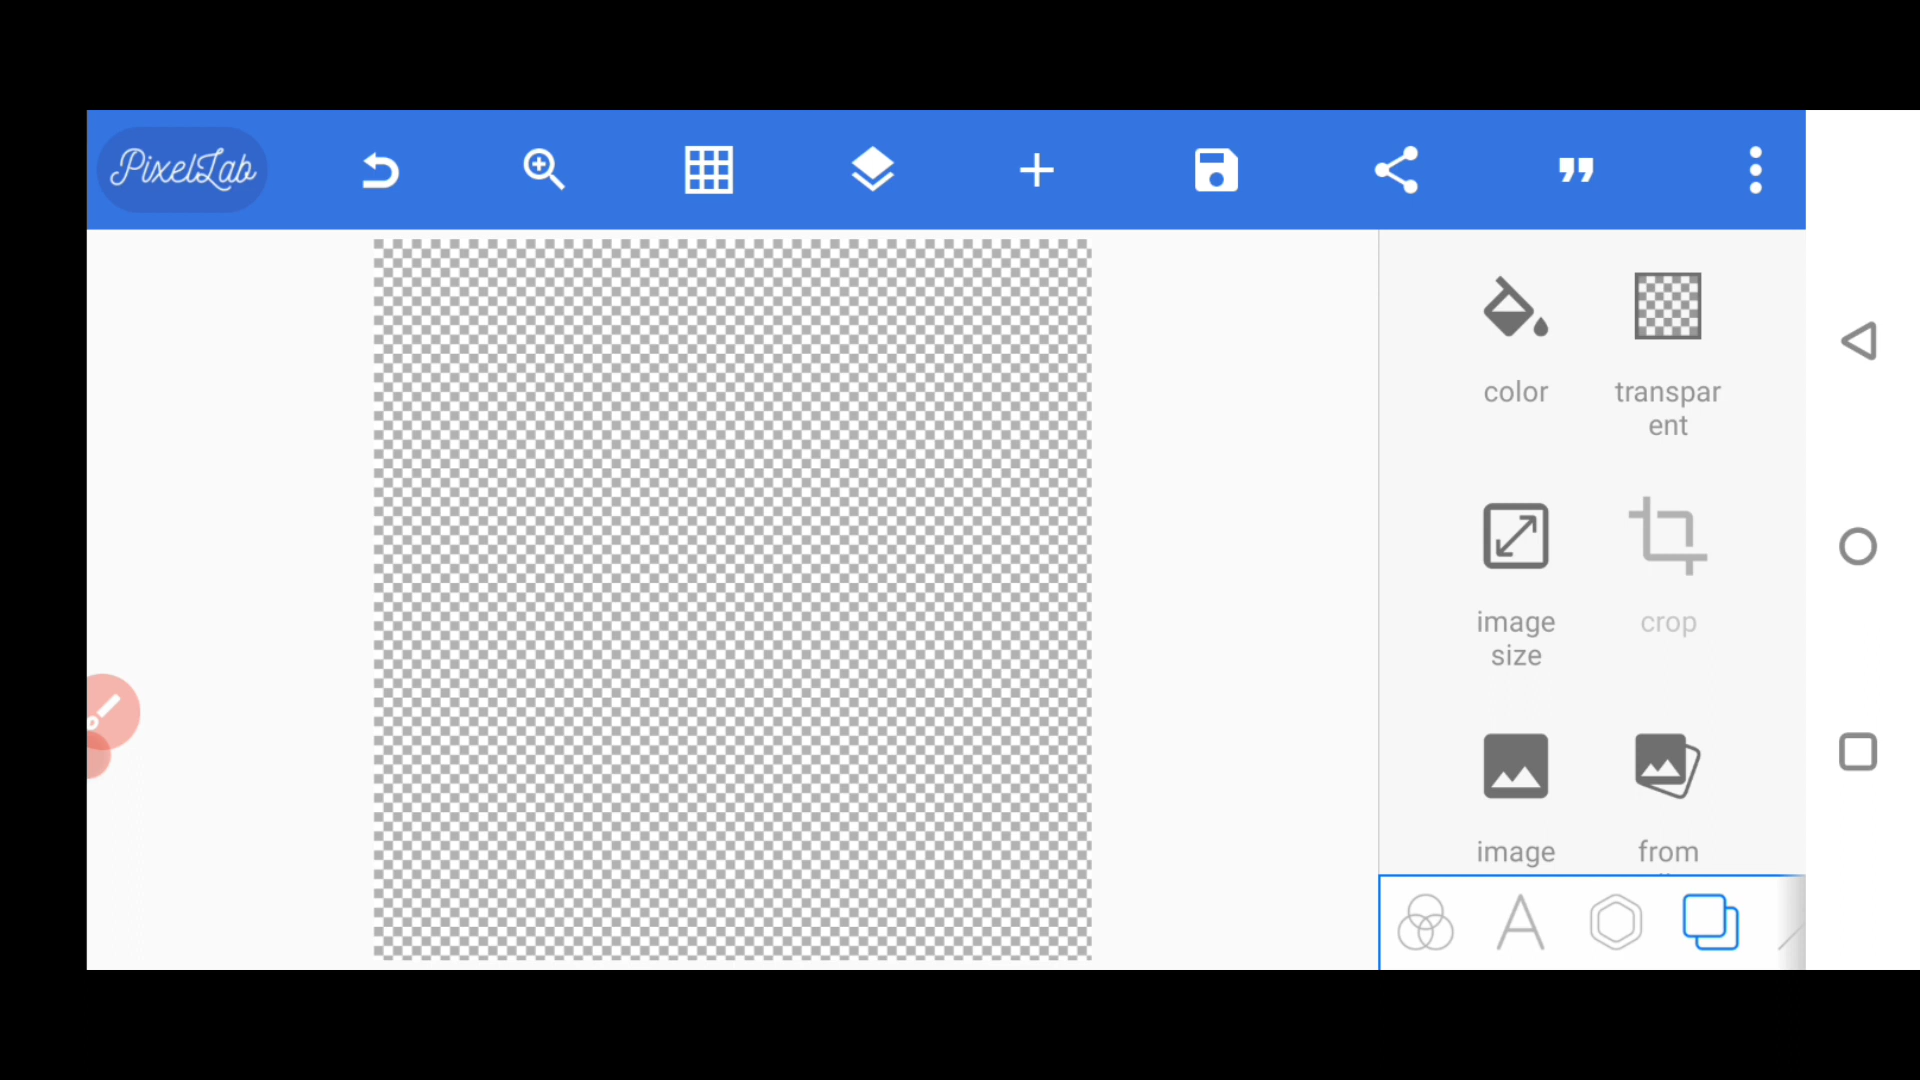 PixelLab
color
transpar
ent
image
size
crop
image
from